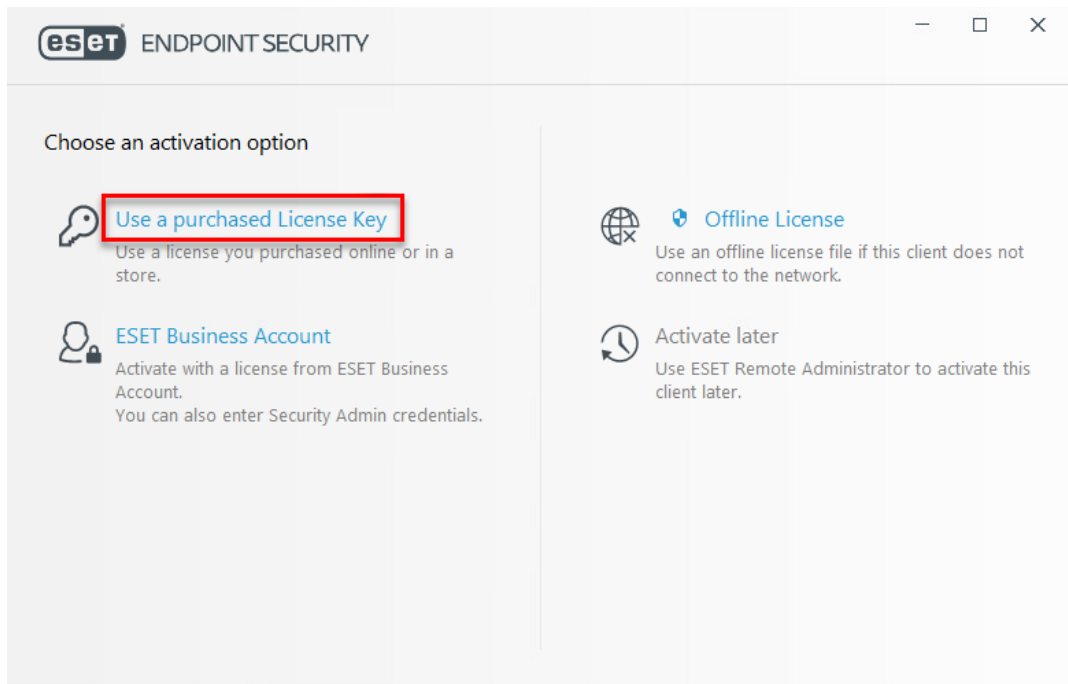 eset ENDPOINT SECURITY
Choose an activation option
Use a purchased License Key
Use a license you purchased online or in a
store.
ESET Business Account
Activate with a license from ESET Business
Account.
You can also enter Security Admin credentials.
Offline License
Use an offline license file if this client does not
connect to the network.
Activate later
Use ESET Remote Administrator to activate this
client later.